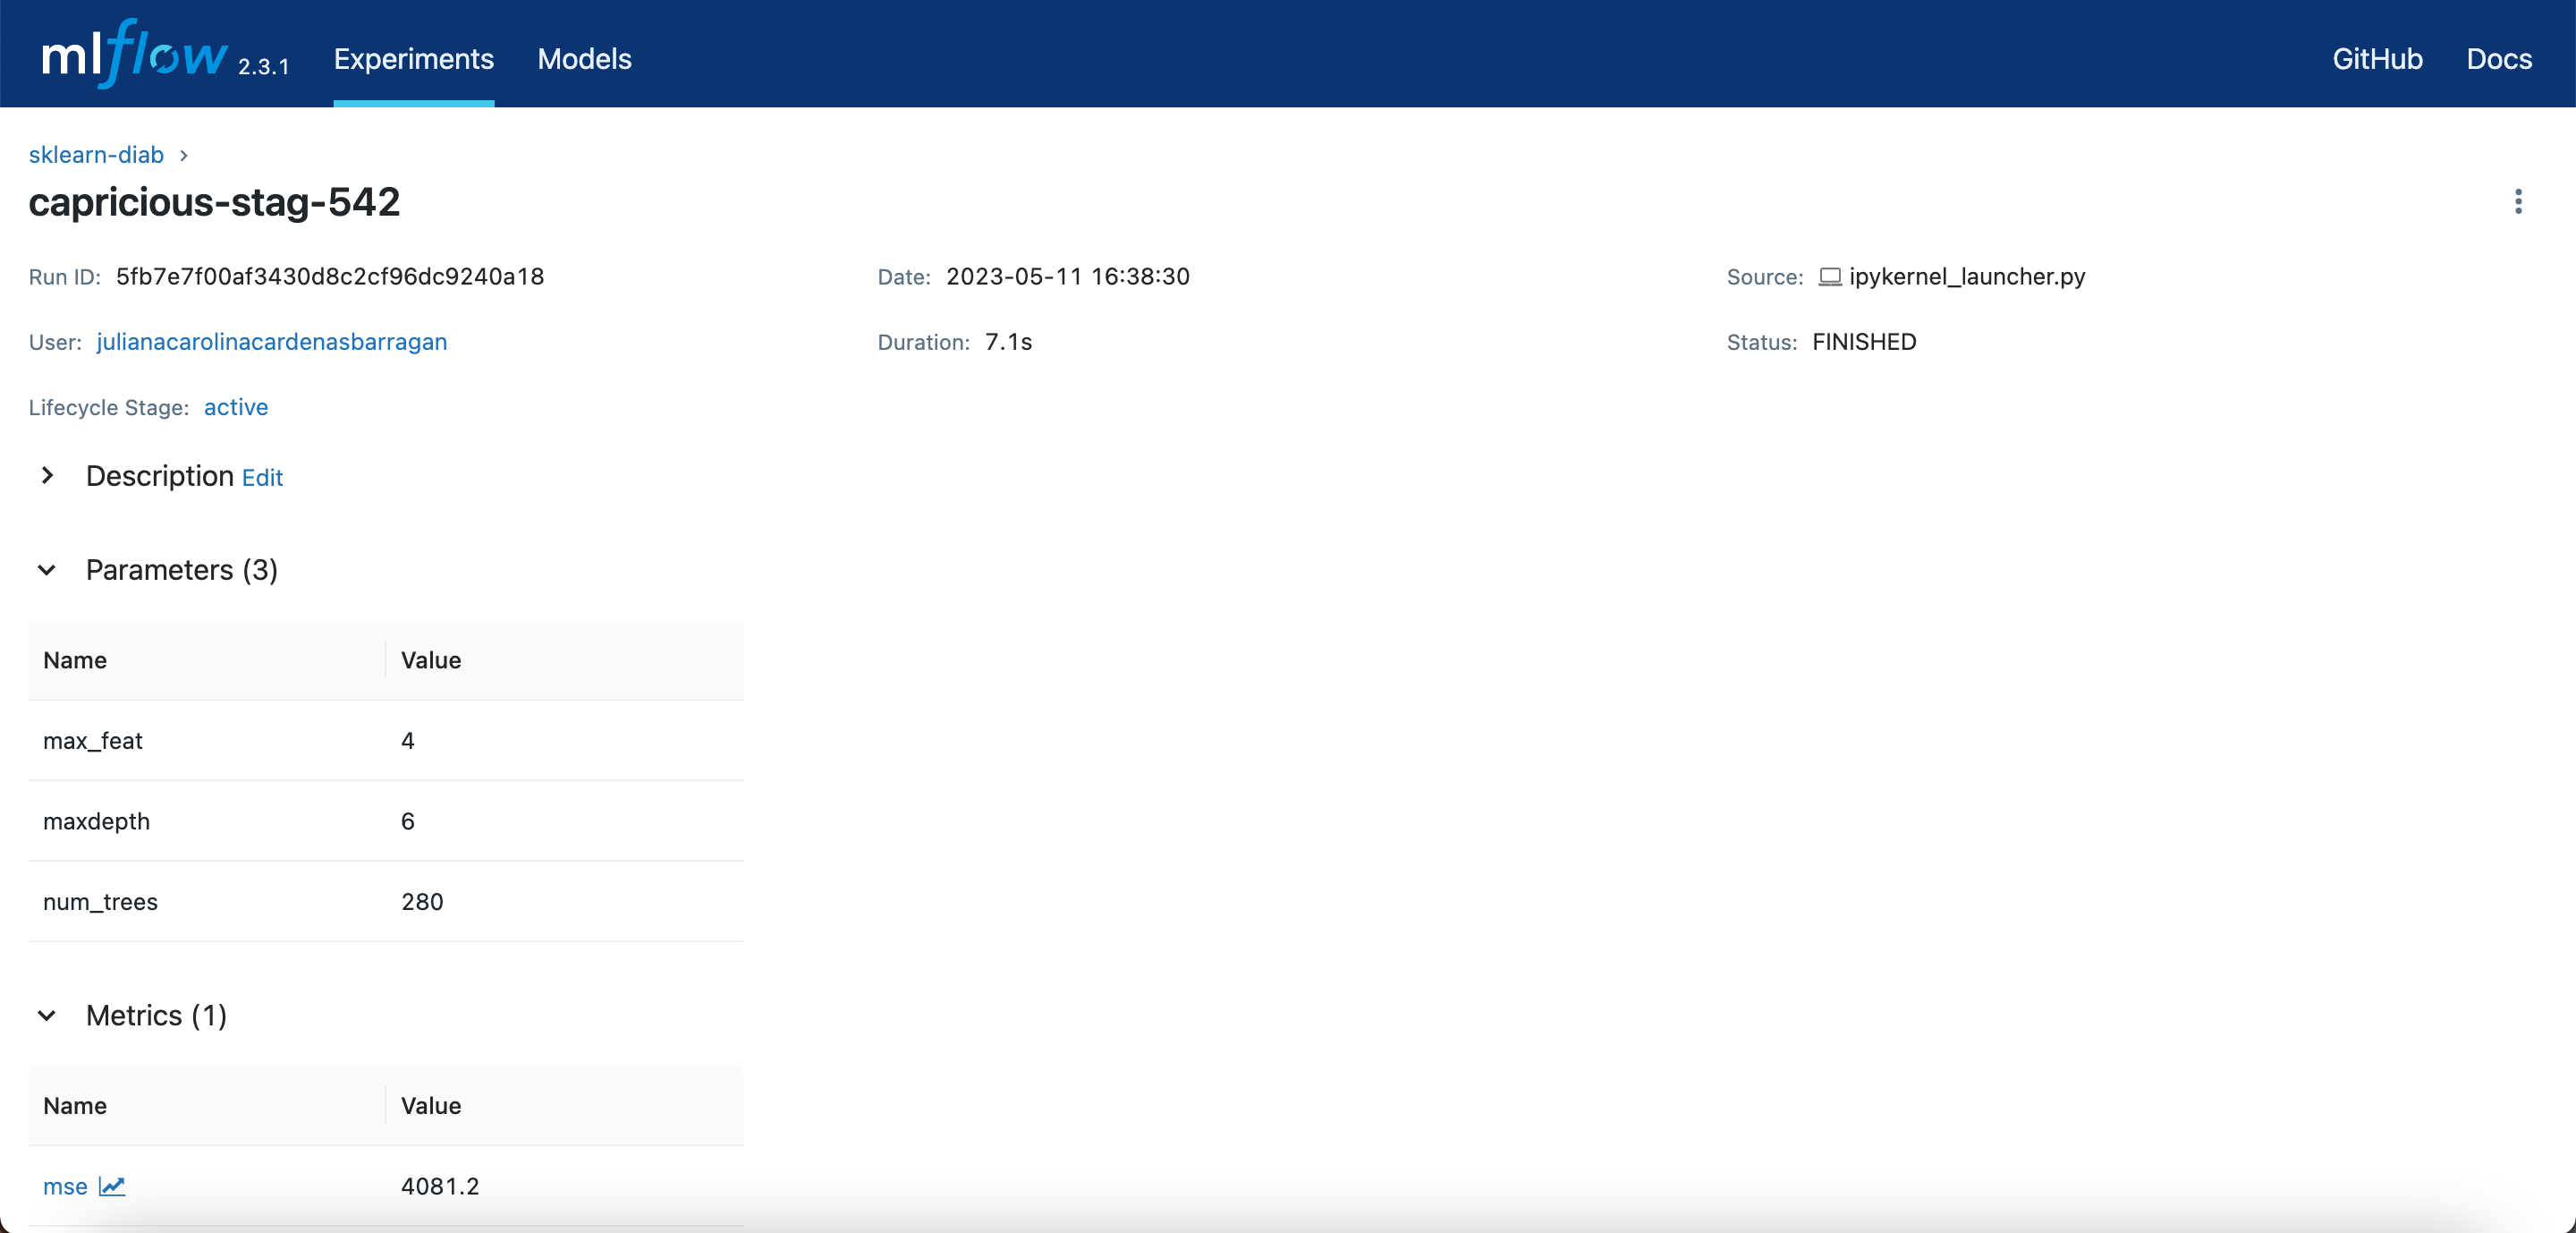 mlflow 2.3.1 Experiments Models GitHub Docs
sklearn-diab
capricious-stag-542
Run ID: 5fb7e7f00af3430d8c2cf96dc9240a18 Date: 2023-05-11 16:38:30 Source: ipykernel_launcher.py
User: julianacarolinacardenasbarragan Duration: 7.1s Status: FINISHED
Lifecycle Stage: active
Description Edit
Parameters (3)
Name Value
max_feat 4
maxdepth 6
num_trees 280
Metrics (1)
Name Value
mse 4081.2